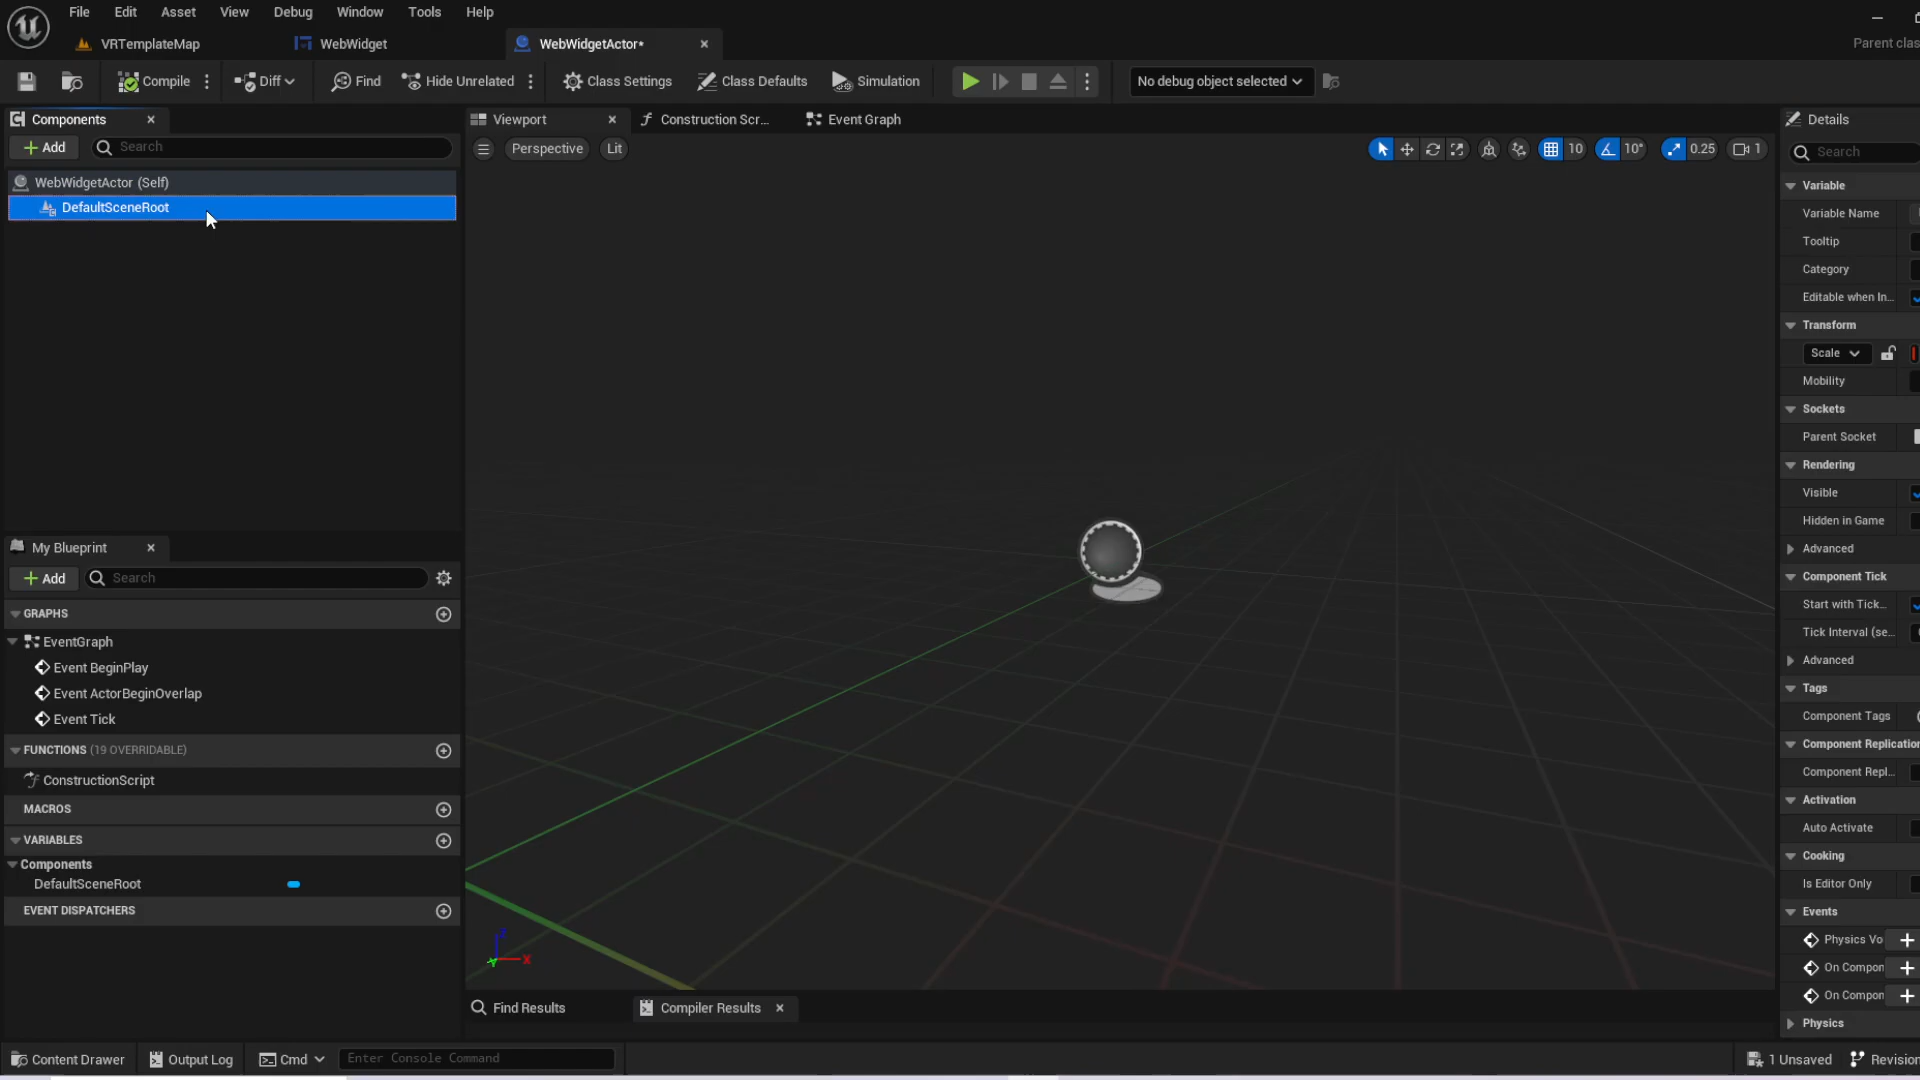 File Edit Asset View Debug Window Tools Help
VRTemplateMap WebWidget WebWidgetActor*
Parent clas
Compile Diff Find Hide Unrelated Class Settings Class Defaults Simulation No debug object selected
Components
Add Search
WebWidgetActor (Self)
DefaultSceneRoot
Viewport Construction Scr... Event Graph
Perspective Lit 10 10° 0.25 1
X
Details
Search
Variable
Variable Name
Tooltip
Category
Editable when In...
Transform
Scale
Mobility
Sockets
Parent Socket
Rendering
Visible
Hidden in Game
Advanced
Component Tick
Start with Tick...
Tick Interval (se...
Advanced
Tags
Component Tags
Component Replication
Component Repl...
Activation
Auto Activate
Cooking
Is Editor Only
Events
Physics Vo
On Compon
On Compon
Physics
My Blueprint
Add Search
GRAPHS
EventGraph
Event BeginPlay
Event ActorBeginOverlap
Event Tick
FUNCTIONS (19 OVERRIDABLE)
ConstructionScript
MACROS
VARIABLES
Components
DefaultSceneRoot
EVENT DISPATCHERS
Find Results Compiler Results
Content Drawer Output Log Cmd Enter Console Command 1 Unsaved Revision